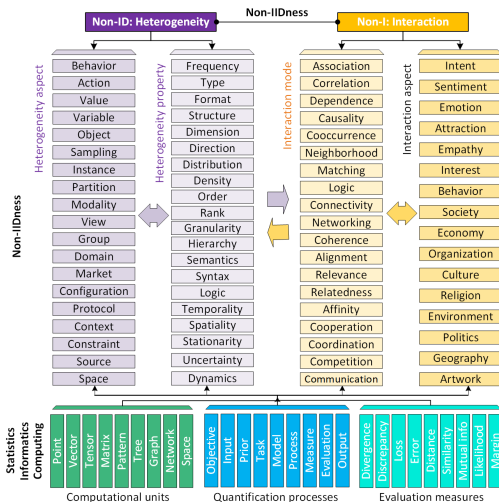 Non-IIDness
Non-ID: Heterogeneity
Non-I: Interaction
Non-IIDness
Heterogeneity aspect
Behavior
Action
Value
Variable
Object
Sampling
Instance
Partition
Modality
View
Group
Domain
Market
Configuration
Protocol
Context
Constraint
Source
Space
Heterogeneity property
Frequency
Type
Format
Structure
Dimension
Direction
Distribution
Density
Order
Rank
Granularity
Hierarchy
Semantics
Syntax
Logic
Temporality
Spatiality
Stationarity
Uncertainty
Dynamics
Interaction mode
Association
Correlation
Dependence
Causality
Cooccurrence
Neighborhood
Matching
Logic
Connectivity
Networking
Coherence
Alignment
Relevance
Relatedness
Affinity
Cooperation
Coordination
Competition
Communication
Interaction aspect
Intent
Sentiment
Emotion
Attraction
Empathy
Interest
Behavior
Society
Economy
Organization
Culture
Religion
Environment
Politics
Geography
Artwork
Statistics
Informatics
Computing
Point
Vector
Tensor
Matrix
Pattern
Tree
Graph
Network
Space
Computational units
Objective
Input
Prior
Task
Model
Process
Measure
Evaluation
Output
Quantification processes
Divergence
Discrepancy
Loss
Error
Distance
Similarity
Mutual info
Likelihood
Margin
Evaluation measures